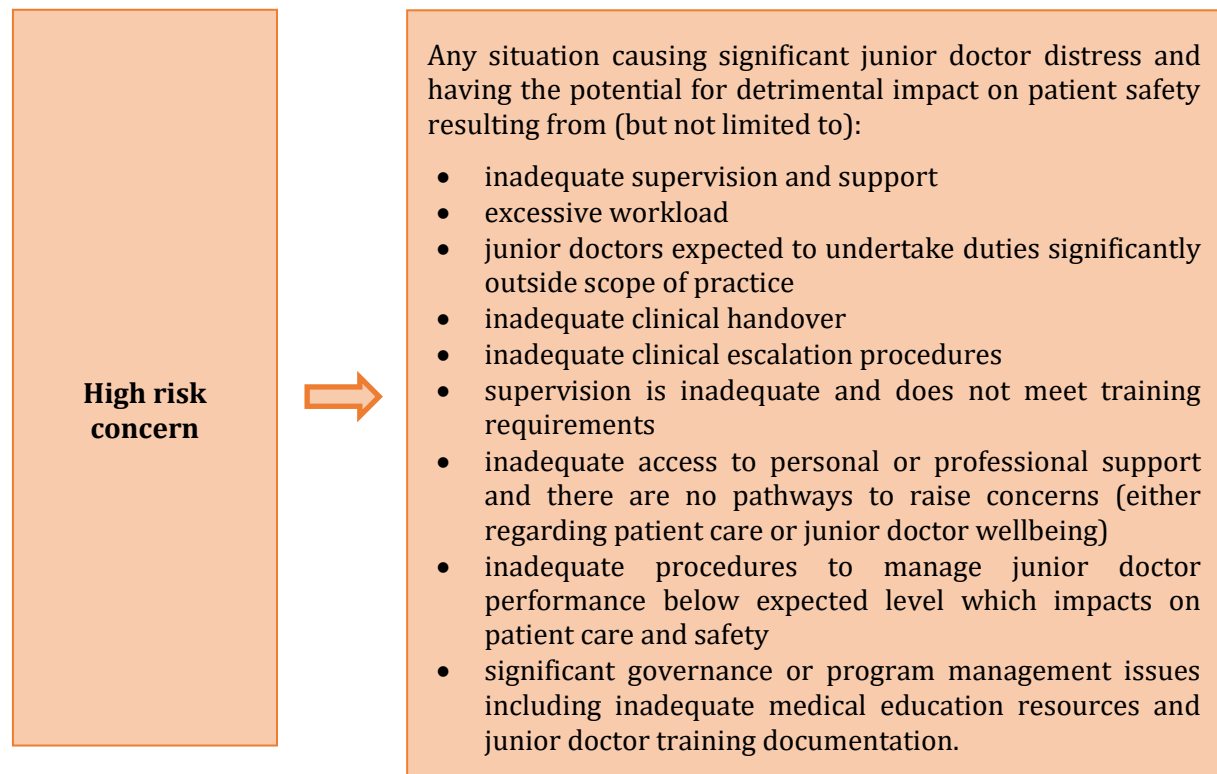 High risk
concern
Any situation causing significant junior doctor distress and
having the potential for detrimental impact on patient safety
resulting from (but not limited to):
• inadequate supervision and support
• excessive workload
• junior doctors expected to undertake duties significantly
outside scope of practice
• inadequate clinical handover
• inadequate clinical escalation procedures
• supervision is inadequate and does not meet training
requirements
• inadequate access to personal or professional support
and there are no pathways to raise concerns (either
regarding patient care or junior doctor wellbeing)
• inadequate procedures to manage junior doctor
performance below expected level which impacts on
patient care and safety
• significant governance or program management issues
including inadequate medical education resources and
junior doctor training documentation.